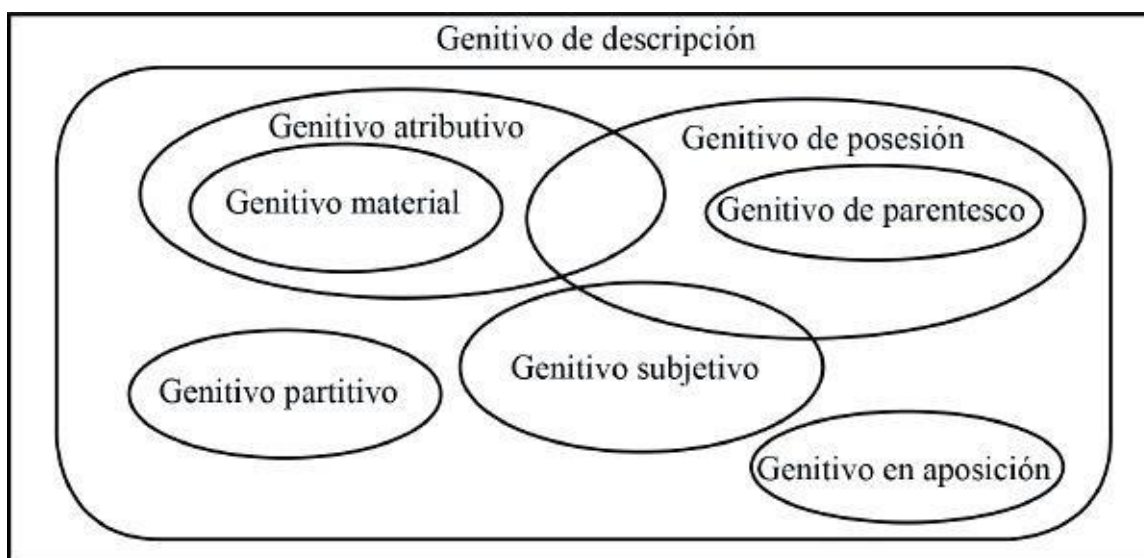 Genitivo de descripción
Genitivo atributivo
Genitivo de posesión
Genitivo material
Genitivo de parentesco
Genitivo subjetivo
Genitivo partitivo
Genitivo en aposición